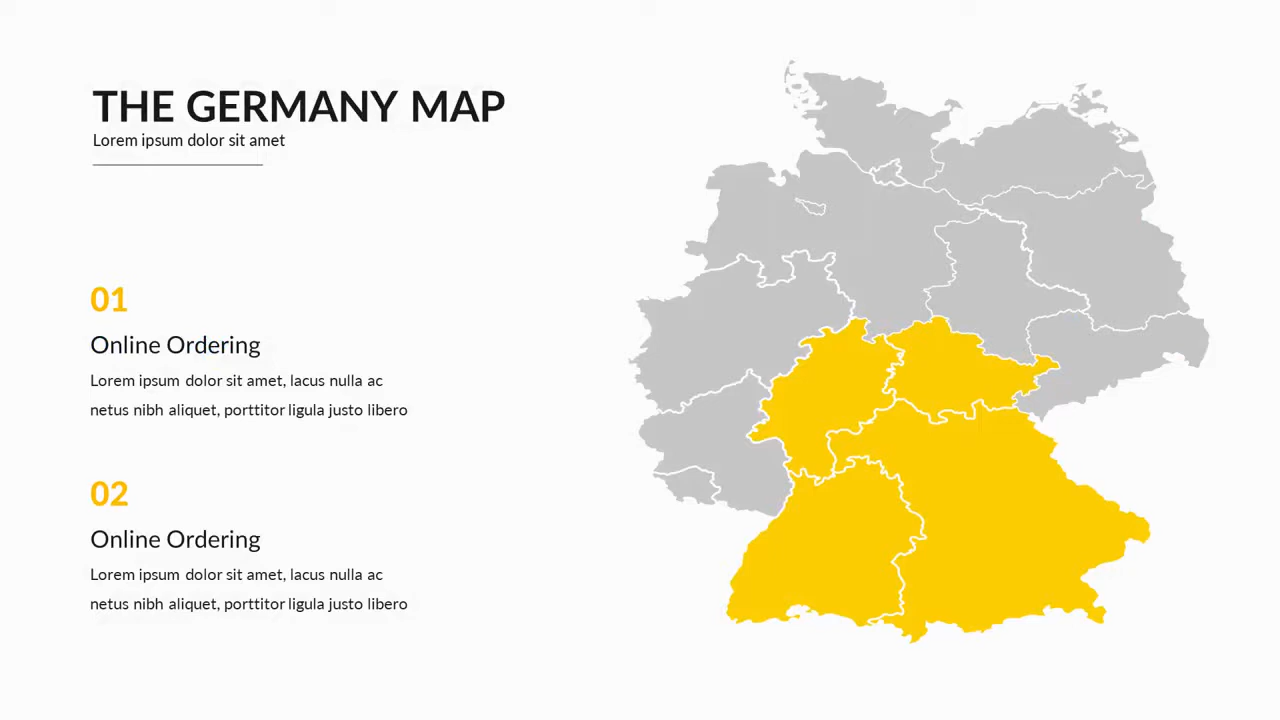 THE GERMANY MAP
Lorem ipsum dolor sit amet
01
Online Ordering
Lorem ipsum dolor sit amet, lacus nulla ac
netus nibh aliquet, porttitor ligula justo libero
02
Online Ordering
Lorem ipsum dolor sit amet, lacus nulla ac
netus nibh aliquet, porttitor ligula justo libero